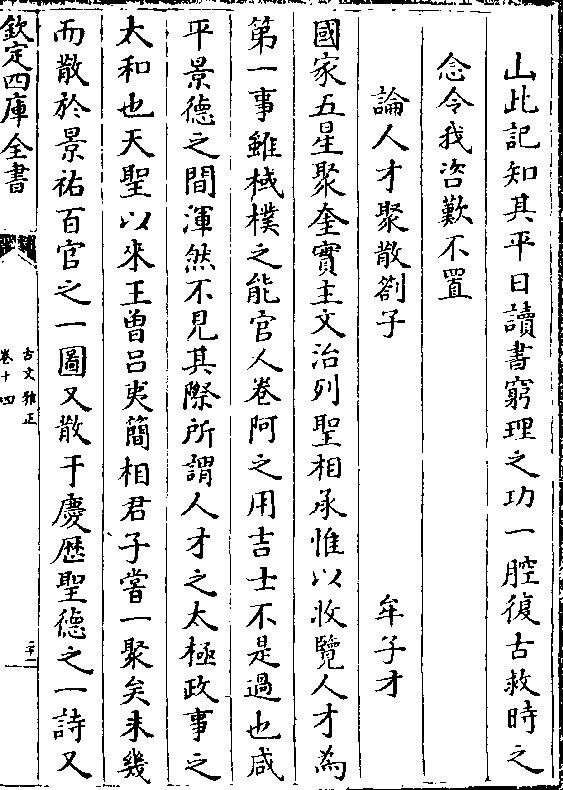 山此記知其平日讀書窮理之功一腔復古救時之
念令我咨歎不置
論人才聚散劄子 牟子才
國家五星聚奎實主文治列聖相承惟以收覽人才為
第一事雖棫樸之能官人卷阿之用吉士不是過也咸
平景德之間渾然不見其際所謂人才之太極政事之
太和也天聖以來王曾呂夷簡相君子嘗一聚矣未幾
而散於景祐百官之一圖又散于慶歴聖德之一詩又
欽定四庫全書
古文雅正
卷十四
二十二